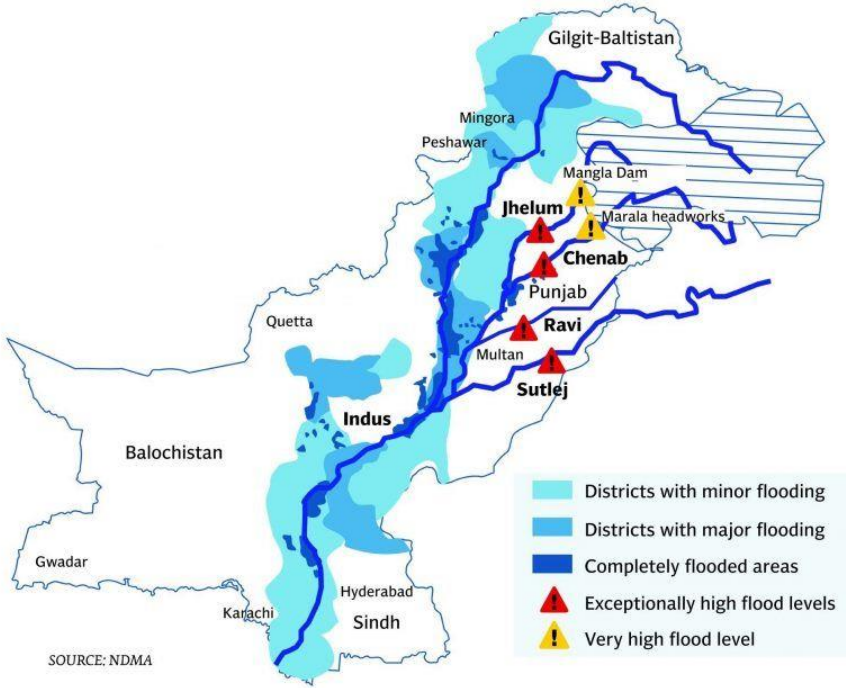 Gilgit-Baltistan
Mingora
Peshawar
Mangla Dam
Jhelum
Marala headworks
Chenab
Punjab
Quetta
Ravi
Multan
Sutlej
Indus
Balochistan
Gwadar
Hyderabad
Karachi
Sindh
Districts with minor flooding
Districts with major flooding
Completely flooded areas
! Exceptionally high flood levels
! Very high flood level
SOURCE: NDMA